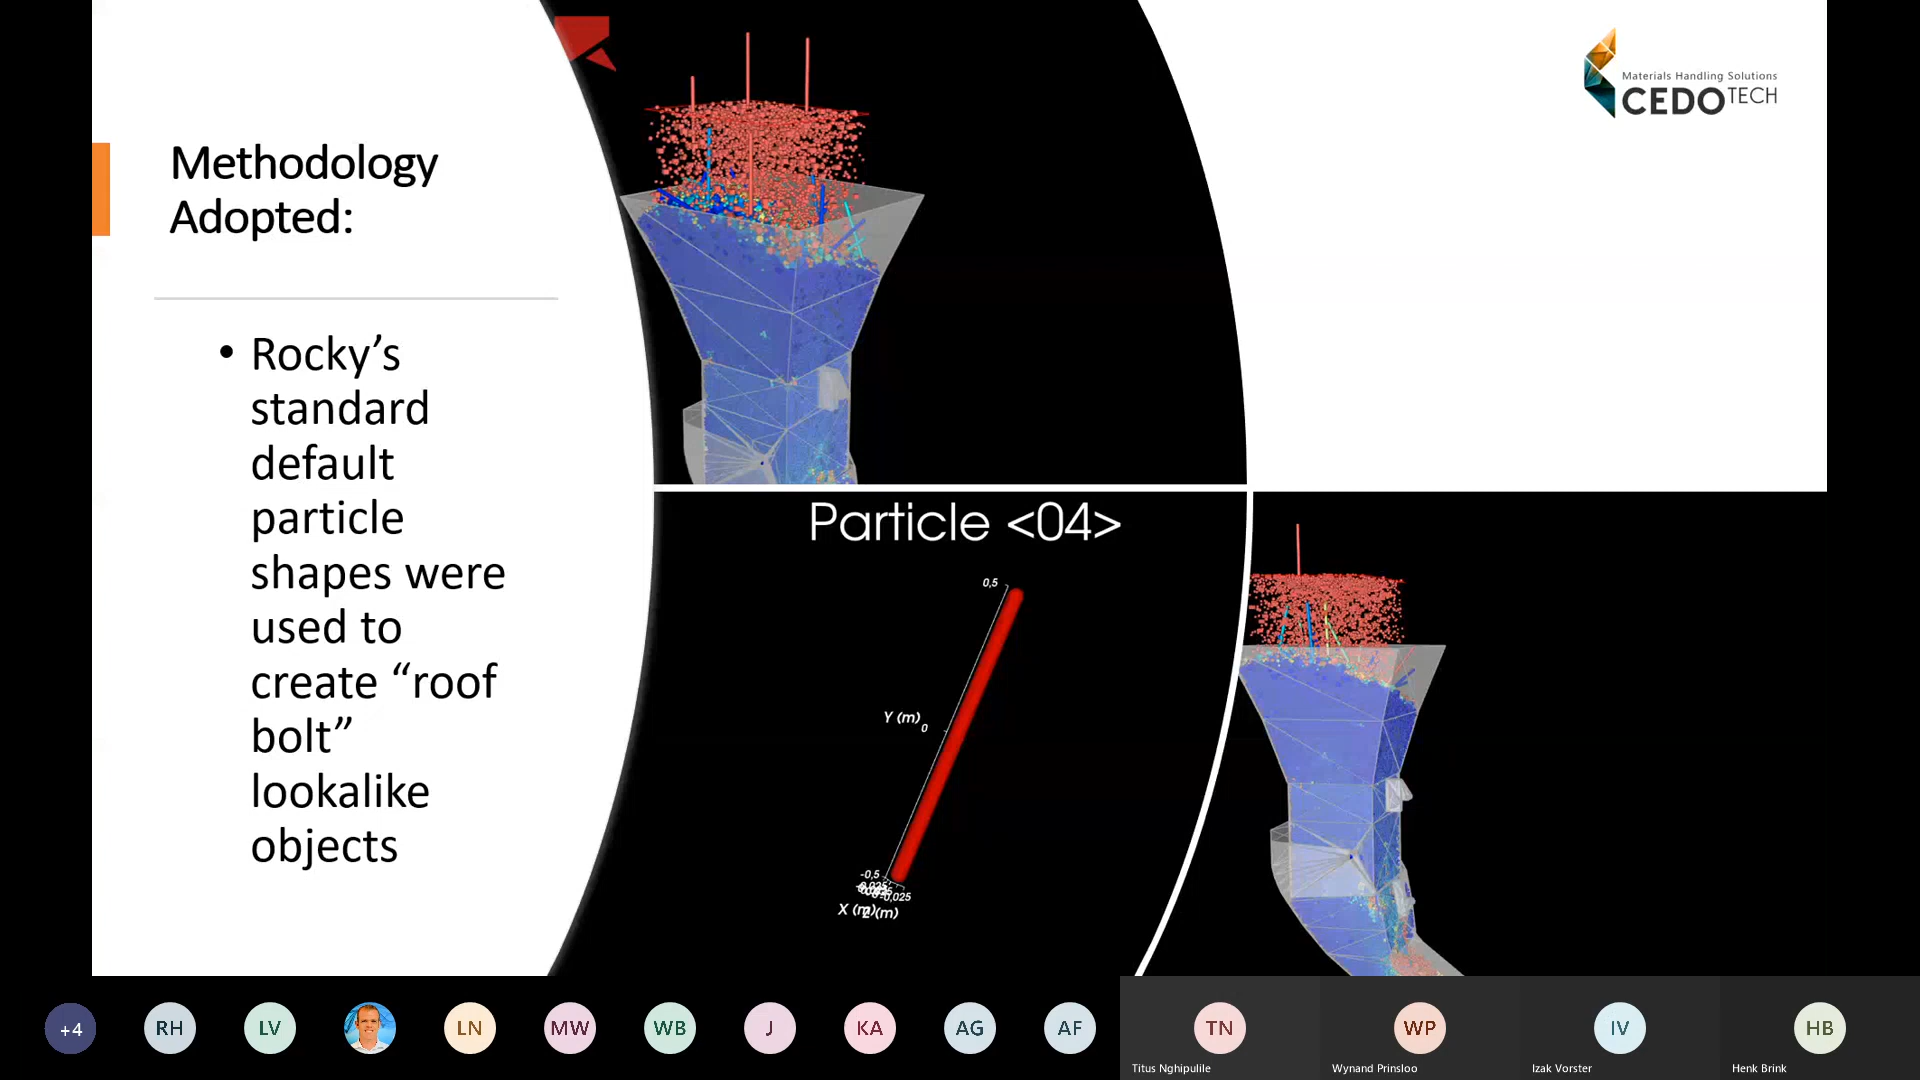 Methodology
Adopted:
• Rocky’s
standard
default
particle
shapes were
used to
create “roof
bolt”
lookalike
objects
Materials Handling Solutions
CEDOTECH
Particle <04>
0,5
Y (m)
0
-0,5
-0,025
X (m)
Z (m)
+4
RH
LV
LN
MW
WB
J
KA
AG
AF
TN
WP
IV
HB
Titus Nghipulile
Wynand Prinsloo
Izak Vorster
Henk Brink